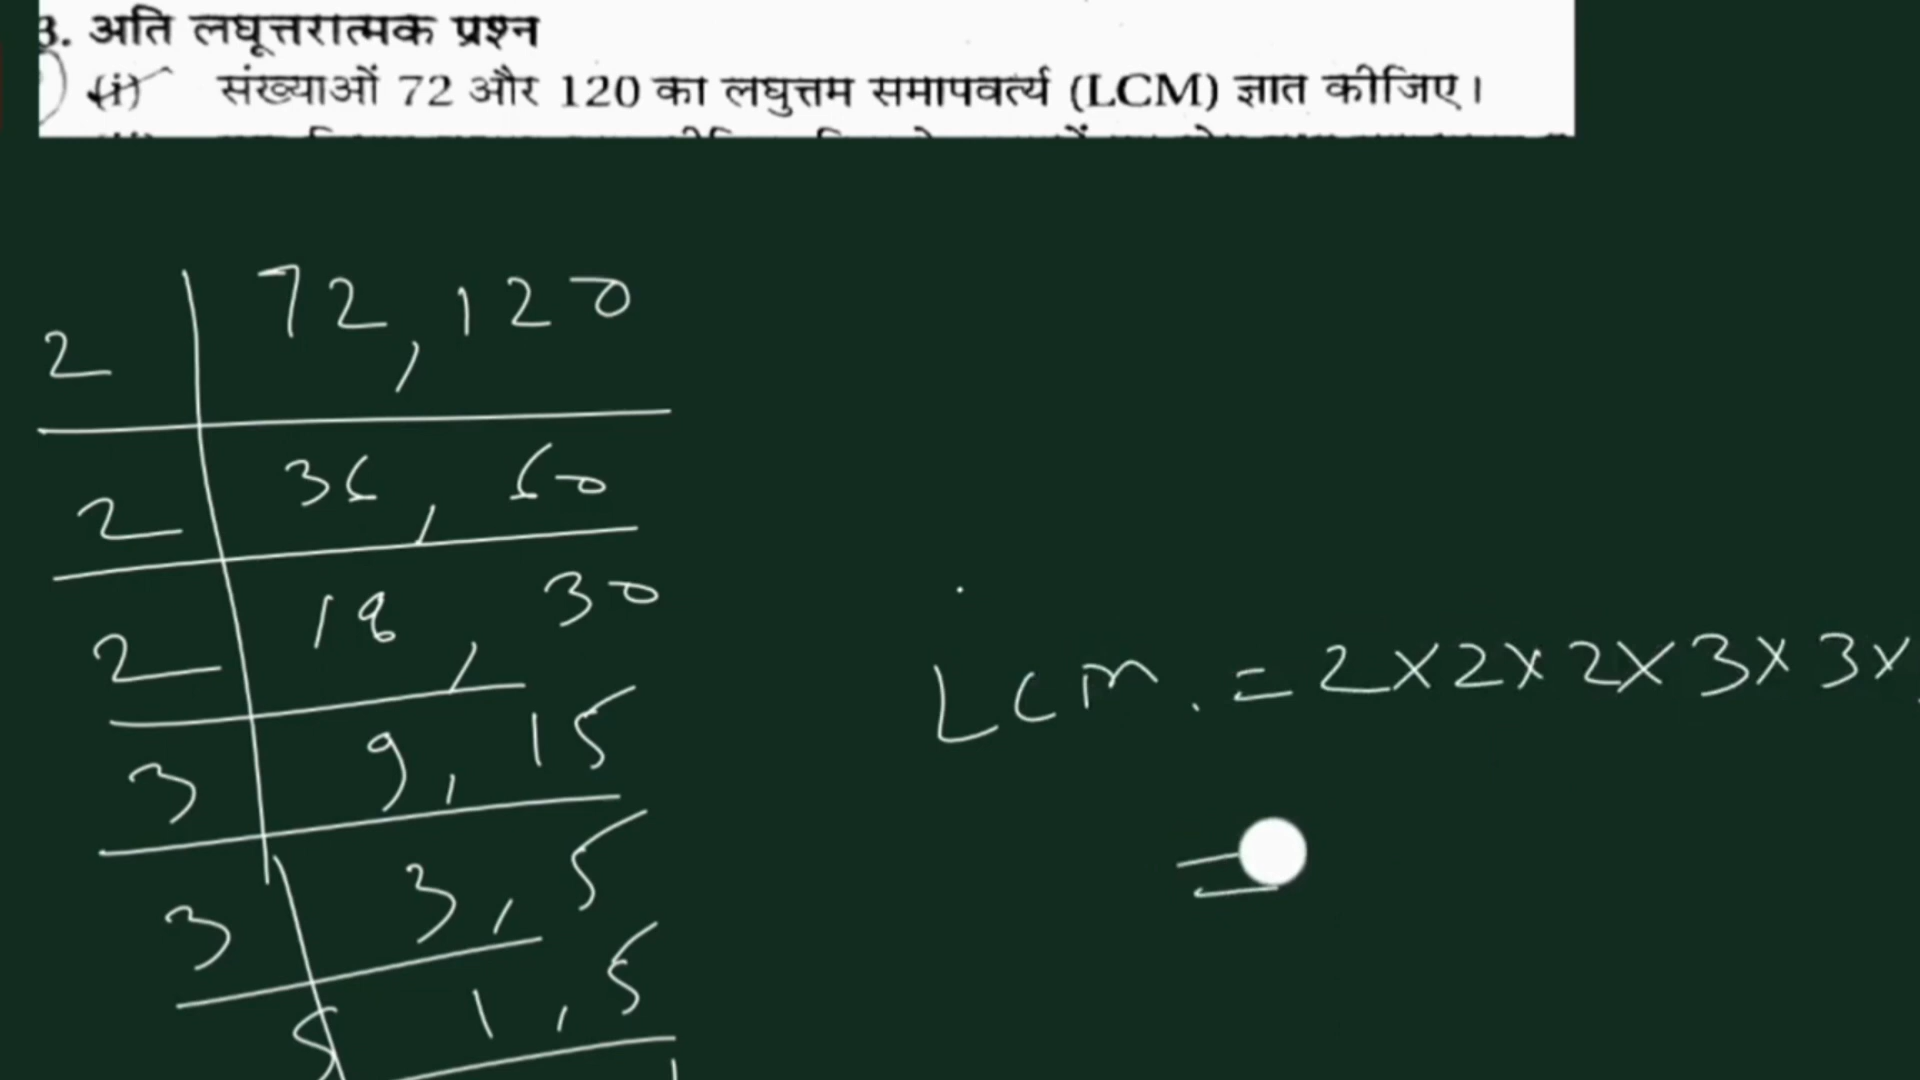 3. अति लघूत्तरात्मक प्रश्न
(i) संख्याओं 72 और 120 का लघुत्तम समापवर्त्य (LCM) ज्ञात कीजिए।
2 72, 120
2 36, 60
2 18, 30
3 9, 15
3 3, 5
5 1, 5
LCM. = 2×2×2×3×3×
=